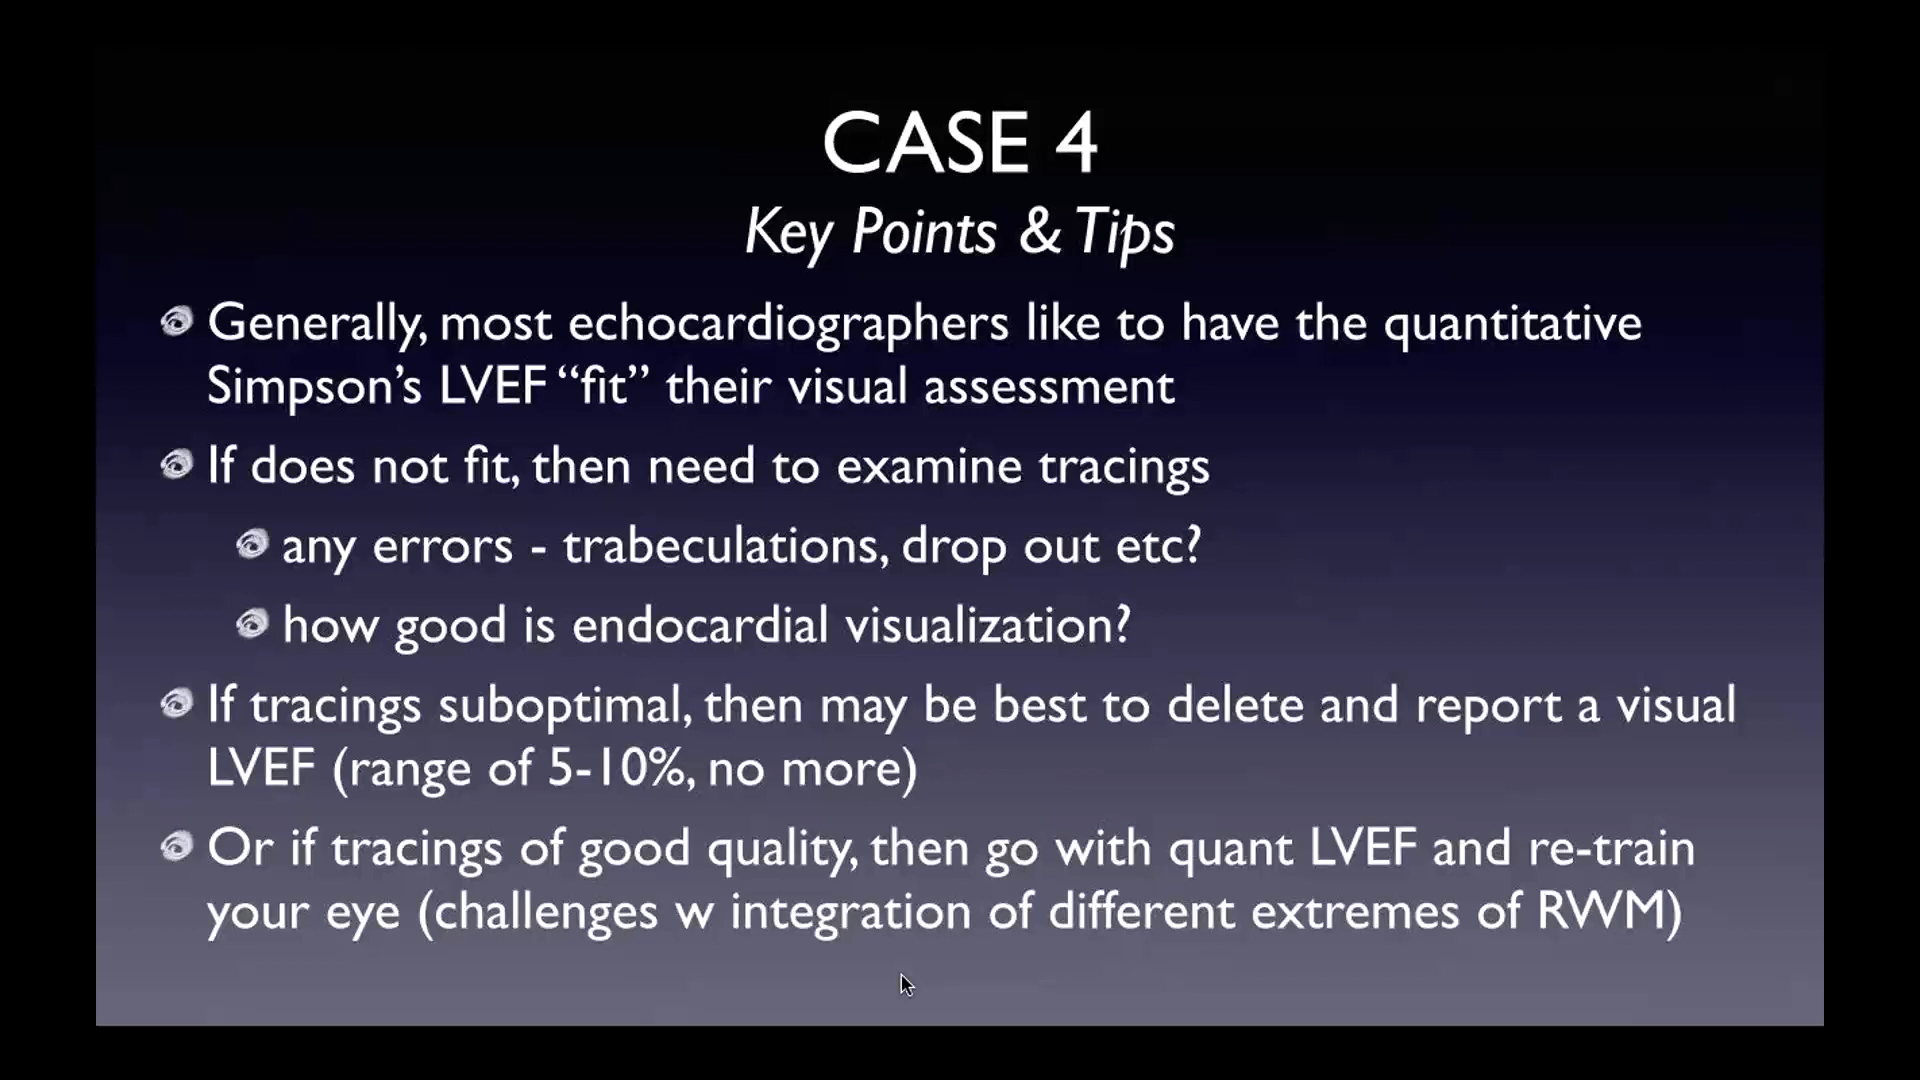 CASE 4
Key Points & Tips
Generally, most echocardiographers like to have the quantitative
Simpson’s LVEF “fit” their visual assessment
If does not fit, then need to examine tracings
any errors - trabeculations, drop out etc?
how good is endocardial visualization?
If tracings suboptimal, then may be best to delete and report a visual
LVEF (range of 5-10%, no more)
Or if tracings of good quality, then go with quant LVEF and re-train
your eye (challenges w integration of different extremes of RWM)